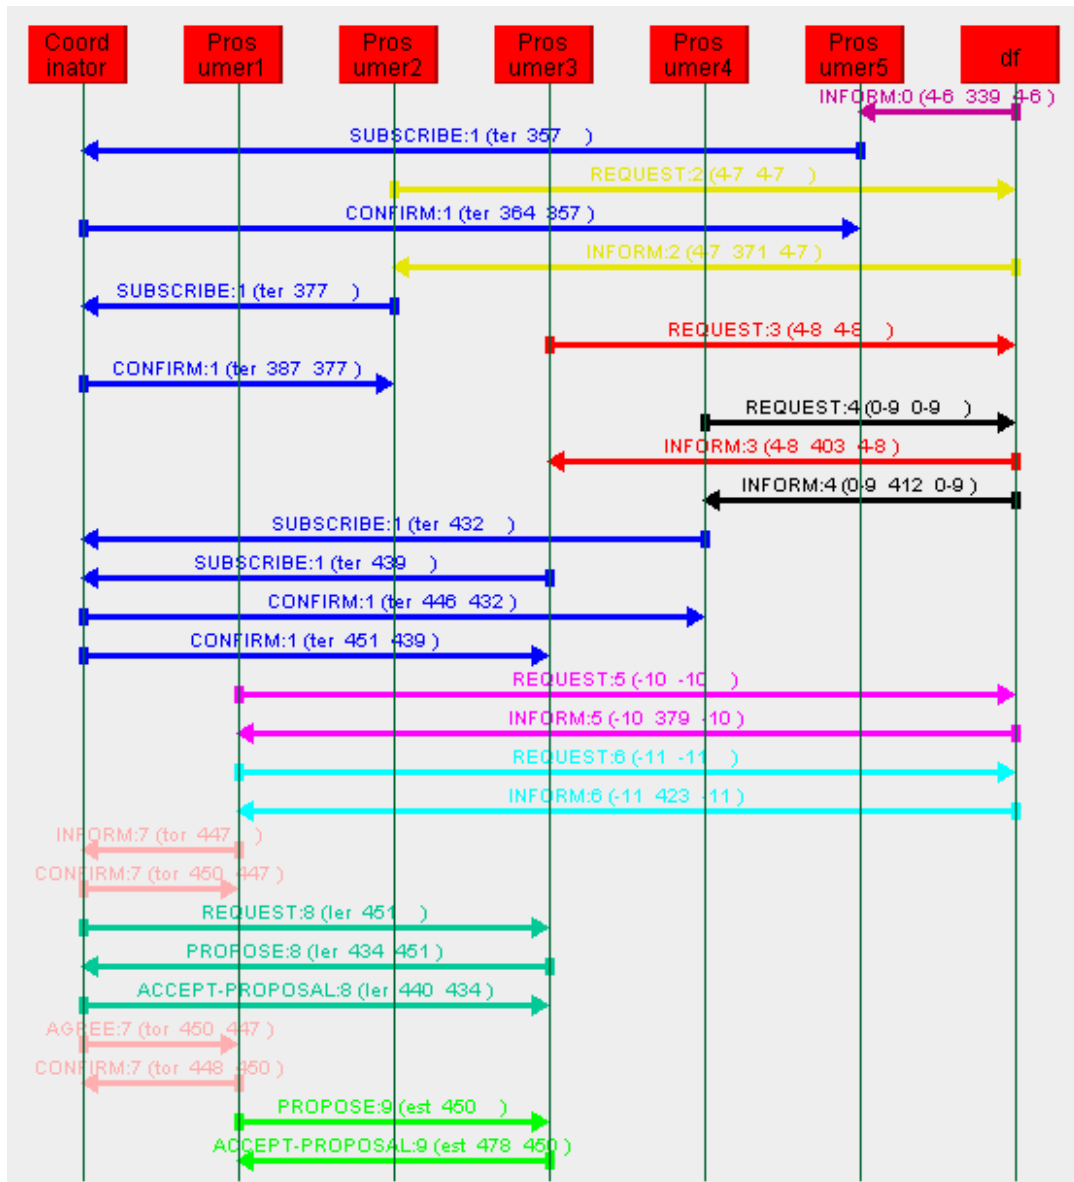 Coord
inator
Pros
umer1
Pros
umer2
Pros
umer3
Pros
umer4
Pros
umer5
df
INFORM:0 (4-6 339 4-6 )
SUBSCRIBE:1 (ter 357 )
REQUEST:2 (4-7 4-7 )
CONFIRM:1 (ter 364 357 )
INFORM:2 (4-7 371 4-7 )
SUBSCRIBE:1 (ter 377 )
REQUEST:3 (4-8 4-8 )
CONFIRM:1 (ter 387 377 )
REQUEST:4 (0-9 0-9 )
INFORM:3 (4-8 403 4-8 )
INFORM:4 (0-9 412 0-9 )
SUBSCRIBE:1 (ter 432 )
SUBSCRIBE:1 (ter 439 )
CONFIRM:1 (ter 446 432 )
CONFIRM:1 (ter 451 439 )
REQUEST:5 (-10 -10 )
INFORM:5 (-10 379 -10 )
REQUEST:6 (-11 -11 )
INFORM:6 (-11 423 -11 )
INFORM:7 (tor 447 )
CONFIRM:7 (tor 450 447 )
REQUEST:8 (ler 451 )
PROPOSE:8 (ler 434 451 )
ACCEPT-PROPOSAL:8 (ler 440 434 )
AGREE:7 (tor 450 447 )
CONFIRM:7 (tor 448 450 )
PROPOSE:9 (est 450 )
ACCEPT-PROPOSAL:9 (est 478 450 )